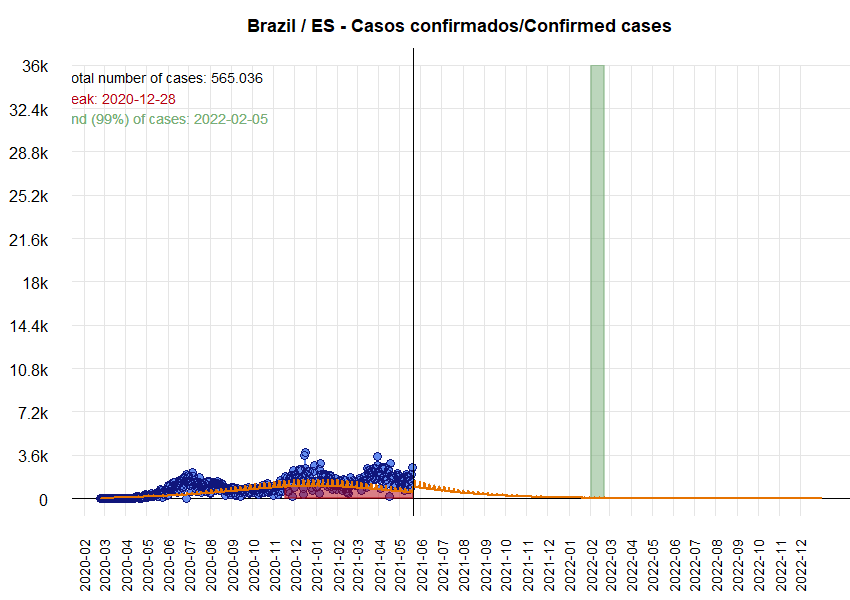 Brazil / ES - Casos confirmados/Confirmed cases
36k
otal number of cases: 565.036
eak: 2020-12-28
32.4k
nd (99%) of cases: 2022-02-05
28.8k
25.2k
21.6k
18k
14.4k
10.8k
7.2k
3.6k
0
2020-02
2020-03
2020-04
2020-05
2020-06
2020-07
2020-08
2020-09
2020-10
2020-11
2020-12
2021-01
2021-02
2021-03
2021-04
2021-05
2021-06
2021-07
2021-08
2021-09
2021-10
2021-11
2021-12
2022-01
2022-02
2022-03
2022-04
2022-05
2022-06
2022-07
2022-08
2022-09
2022-10
2022-11
2022-12